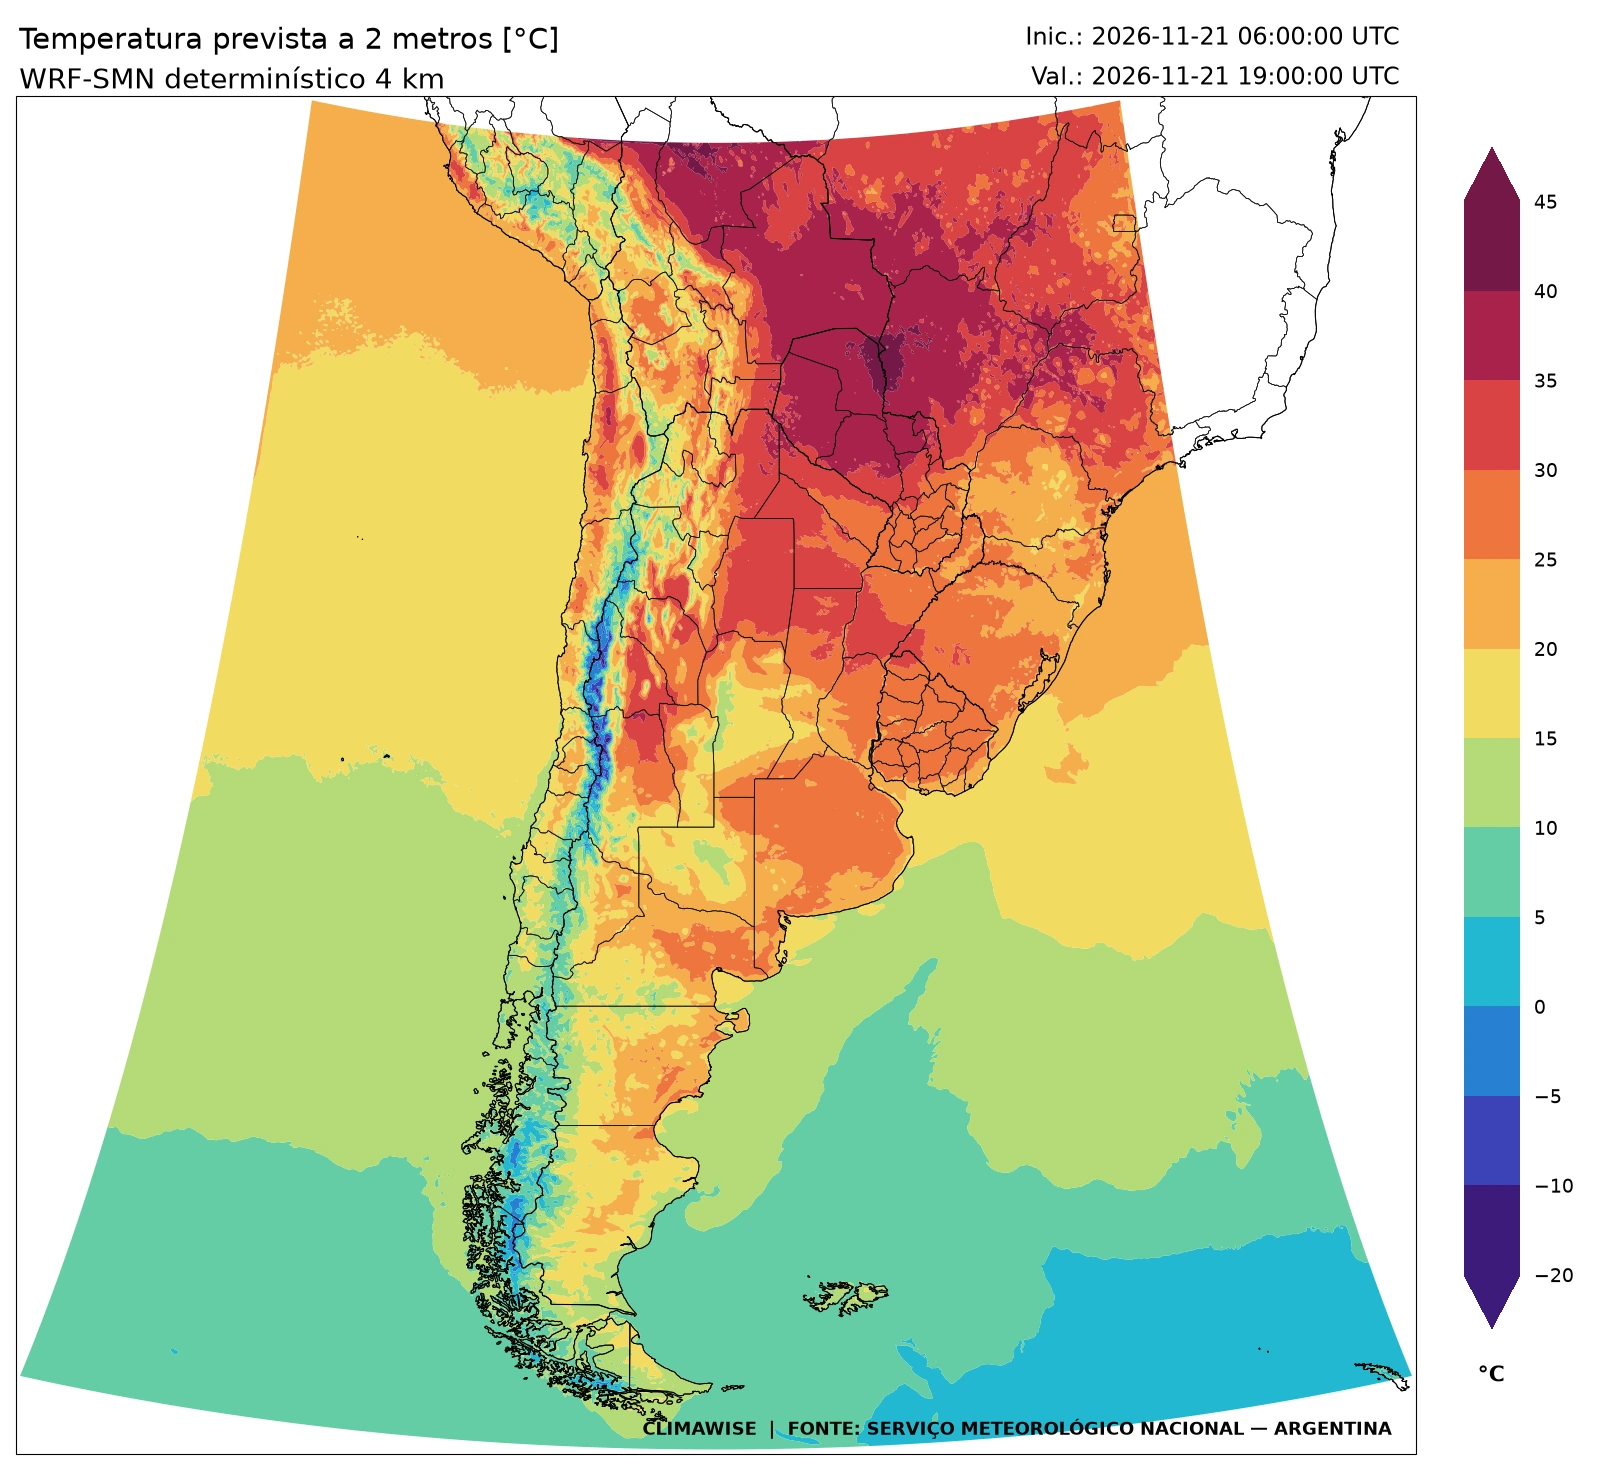 Temperatura prevista a 2 metros [°C]
WRF-SMN determinístico 4 km
Inic.: 2026-11-21 06:00:00 UTC
Val.: 2026-11-21 19:00:00 UTC
45
40
35
30
25
20
15
10
5
0
−5
−10
−20
°C
CLIMAWISE | FONTE: SERVIÇO METEOROLÓGICO NACIONAL — ARGENTINA